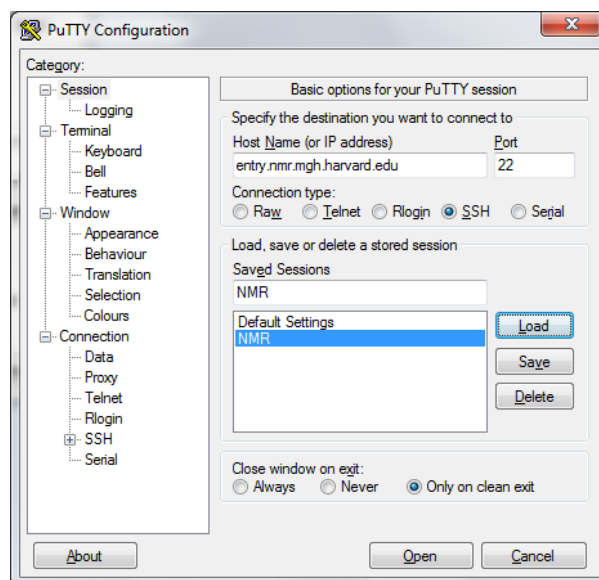 PuTTY Configuration
Category:
Session
Logging
Terminal
Keyboard
Bell
Features
Window
Appearance
Behaviour
Translation
Selection
Colours
Connection
Data
Proxy
Telnet
Rlogin
SSH
Serial
Basic options for your PuTTY session
Specify the destination you want to connect to
Host Name (or IP address) Port
entry.nmr.mgh.harvard.edu 22
Connection type:
Raw Telnet Rlogin SSH Serial
Load, save or delete a stored session
Saved Sessions
NMR
Default Settings
NMR
Load
Save
Delete
Close window on exit:
Always Never Only on clean exit
About Open Cancel